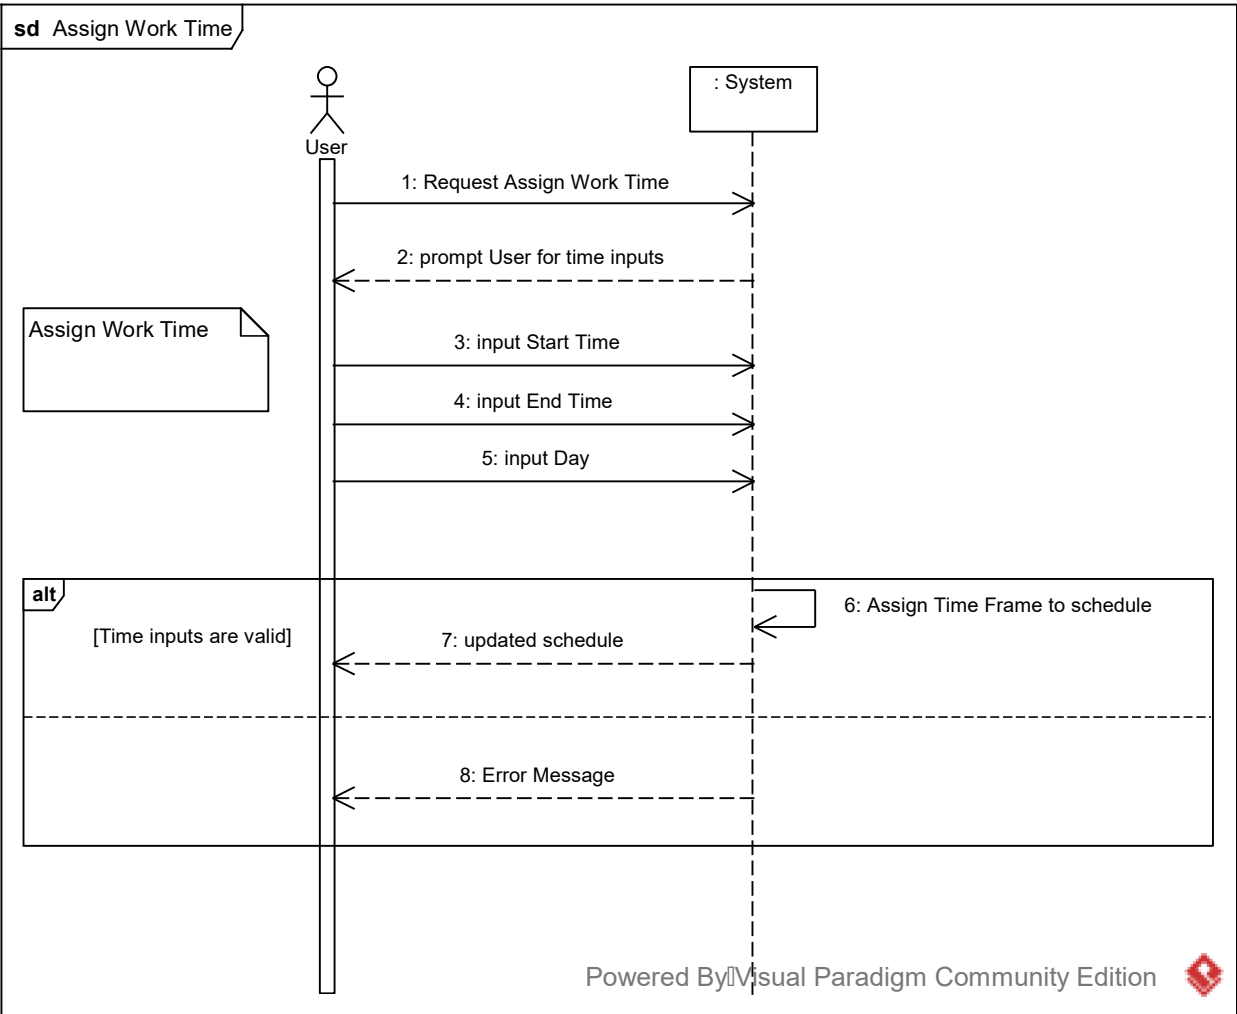 sd Assign Work Time
: System
User
1: Request Assign Work Time
2: prompt User for time inputs
Assign Work Time
3: input Start Time
4: input End Time
5: input Day
alt
6: Assign Time Frame to schedule
[Time inputs are valid]
7: updated schedule
8: Error Message
Powered By Visual Paradigm Community Edition